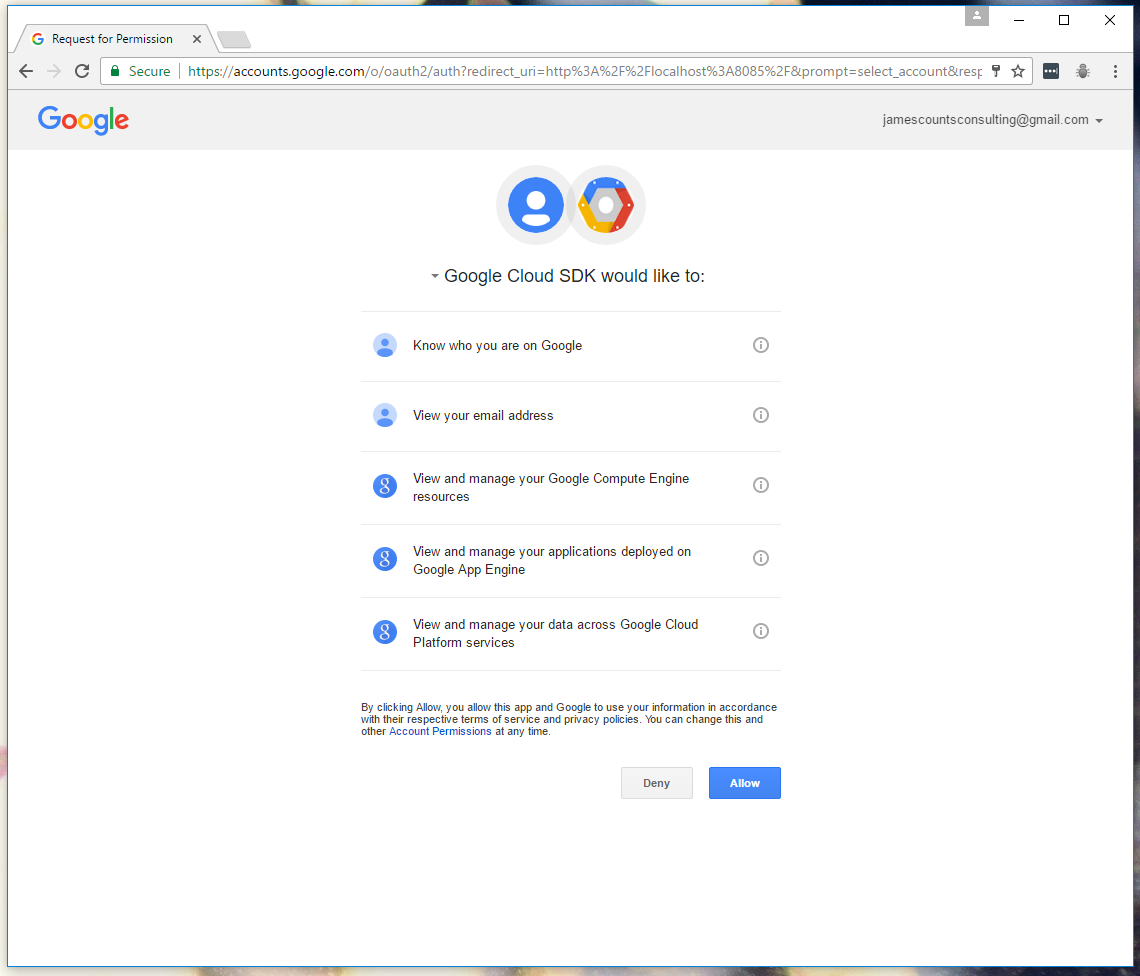 Request for Permission
Secure
https://accounts.google.com/o/oauth2/auth?redirect_uri=http%3A%2F%2Flocalhost%3A8085%2F&prompt=select_account&resp
Google
jamescountsconsulting@gmail.com
Google Cloud SDK would like to:
Know who you are on Google
View your email address
View and manage your Google Compute Engine
resources
View and manage your applications deployed on
Google App Engine
View and manage your data across Google Cloud
Platform services
By clicking Allow, you allow this app and Google to use your information in accordance
with their respective terms of service and privacy policies. You can change this and
other Account Permissions at any time.
Deny
Allow